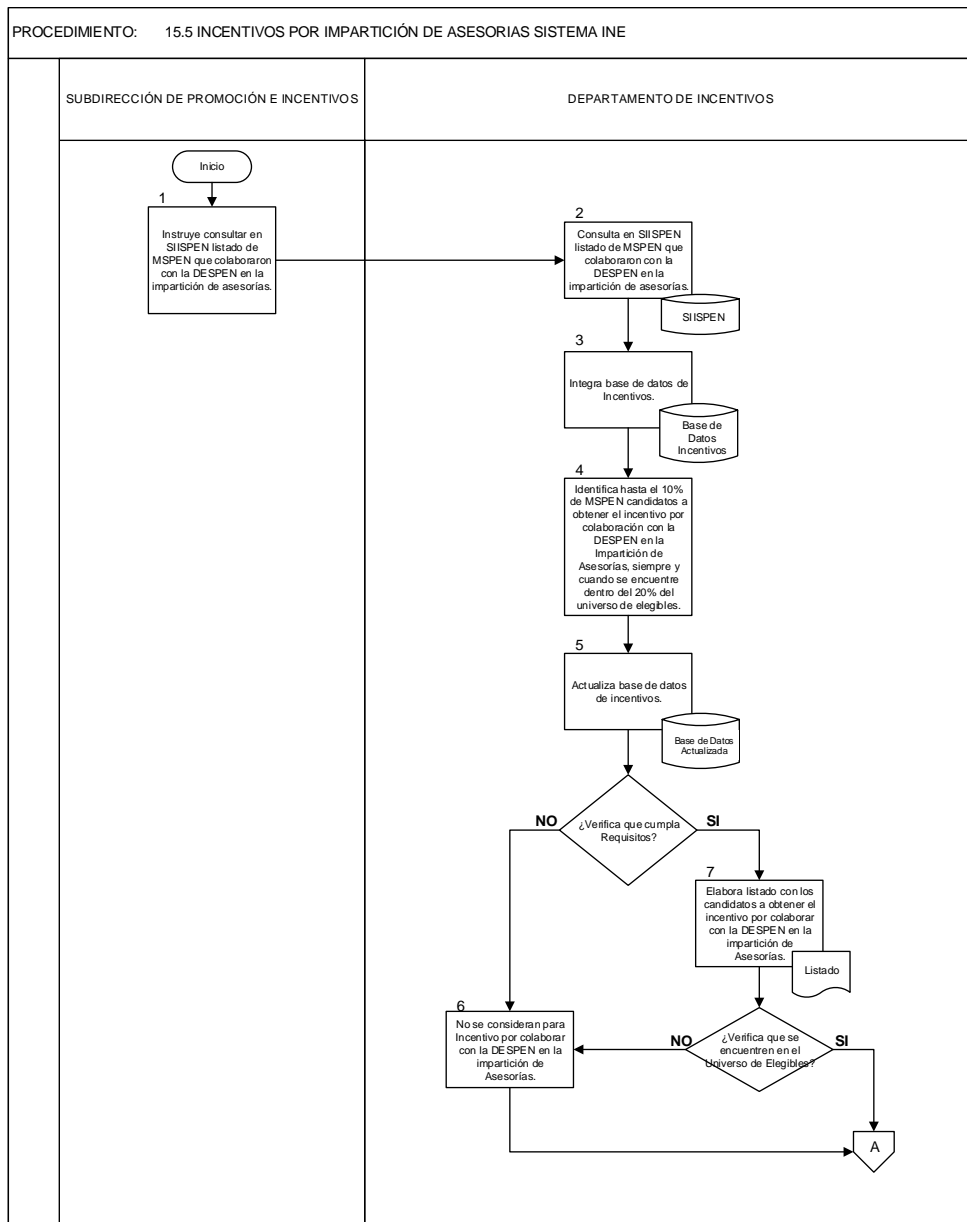 PROCEDIMIENTO: 15.5 INCENTIVOS POR IMPARTICIÓN DE ASESORIAS SISTEMA INE
SUBDIRECCIÓN DE PROMOCIÓN E INCENTIVOS
DEPARTAMENTO DE INCENTIVOS
Inicio
1
Instruye consultar en
SIISPEN listado de
MSPEN que colaboraron
con la DESPEN en la
impartición de asesorías.
2
Consulta en SIISPEN
listado de MSPEN que
colaboraron con la
DESPEN en la
impartición de asesorías.
SIISPEN
3
Integra base de datos de
Incentivos.
Base de
Datos
Incentivos
4
Identifica hasta el 10%
de MSPEN candidatos a
obtener el incentivo por
colaboración con la
DESPEN en la
Impartición de
Asesorías, siempre y
cuando se encuentre
dentro del 20% del
universo de elegibles.
5
Actualiza base de datos
de incentivos.
Base de Datos
Actualizada
¿Verifica que cumpla
Requisitos?
NO
SI
7
Elabora listado con los
candidatos a obtener el
incentivo por colaborar
con la DESPEN en la
impartición de
Asesorías.
Listado
6
No se consideran para
Incentivo por colaborar
con la DESPEN en la
impartición de
Asesorías.
NO
¿Verifica que se
encuentren en el
Universo de Elegibles?
SI
A